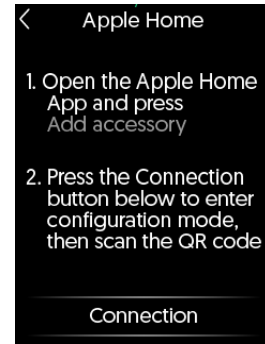 Apple Home
1. Open the Apple Home
App and press
Add accessory
2. Press the Connection
button below to enter
configuration mode,
then scan the QR code
Connection